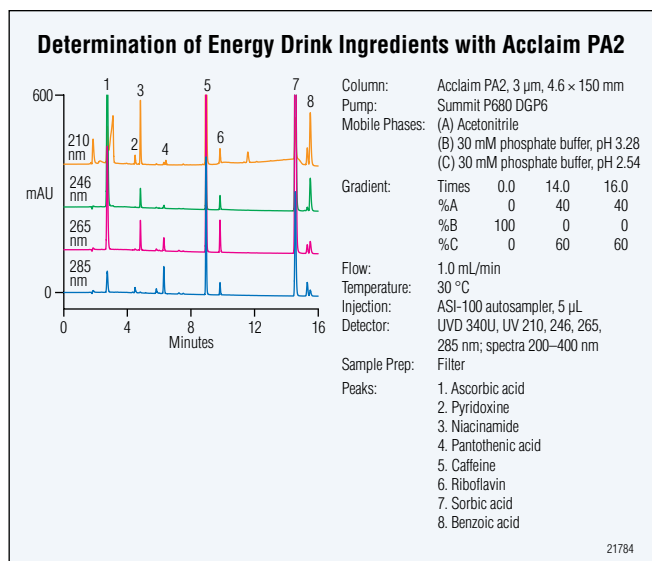 Determination of Energy Drink Ingredients with Acclaim PA2
1
3
5
7
8
2
4
6
600
210
nm
mAU
246
nm
265
nm
285
nm
0
0 4 8 12 16
Minutes
Column: Acclaim PA2, 3 µm, 4.6 × 150 mm
Pump: Summit P680 DGP6
Mobile Phases: (A) Acetonitrile
(B) 30 mM phosphate buffer, pH 3.28
(C) 30 mM phosphate buffer, pH 2.54
Gradient: Times 0.0 14.0 16.0
%A 0 40 40
%B 100 0 0
%C 0 60 60
Flow: 1.0 mL/min
Temperature: 30 °C
Injection: ASI-100 autosampler, 5 µL
Detector: UVD 340U, UV 210, 246, 265,
285 nm; spectra 200–400 nm
Sample Prep: Filter
Peaks: 1. Ascorbic acid
2. Pyridoxine
3. Niacinamide
4. Pantothenic acid
5. Caffeine
6. Riboflavin
7. Sorbic acid
8. Benzoic acid
21784